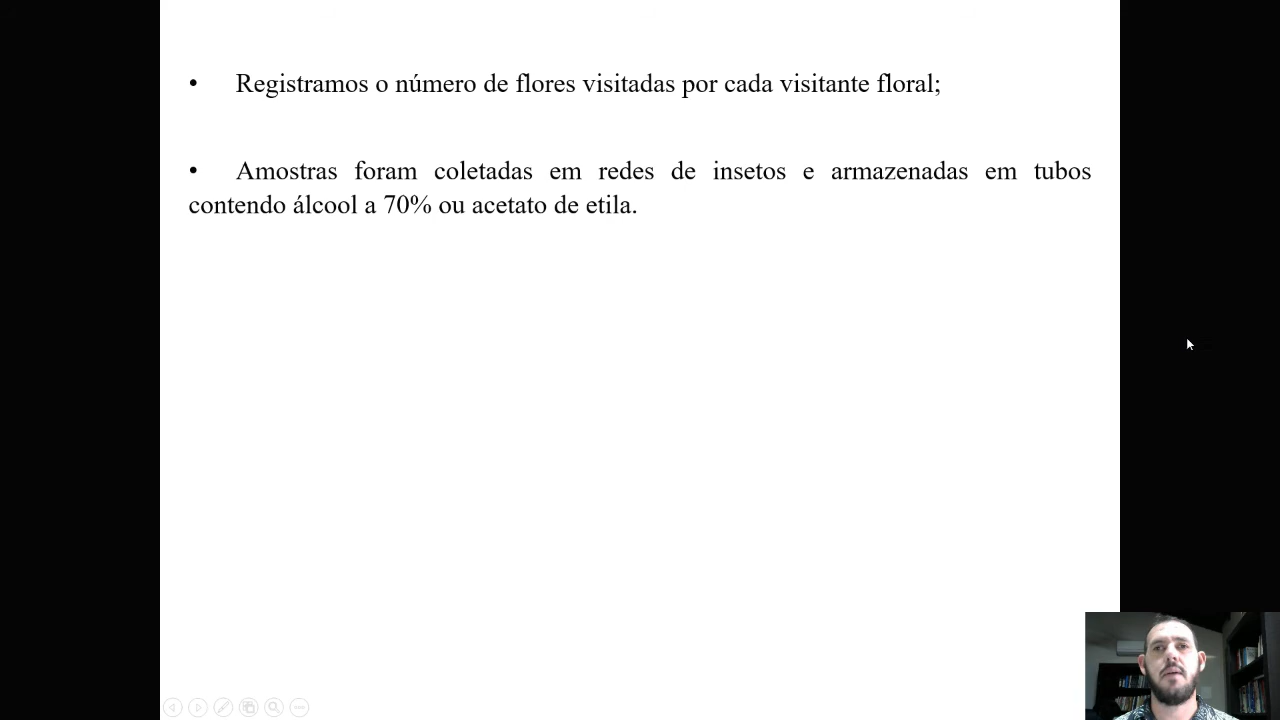 • Registramos o número de flores visitadas por cada visitante floral;
• Amostras foram coletadas em redes de insetos e armazenadas em tubos
contendo álcool a 70% ou acetato de etila.